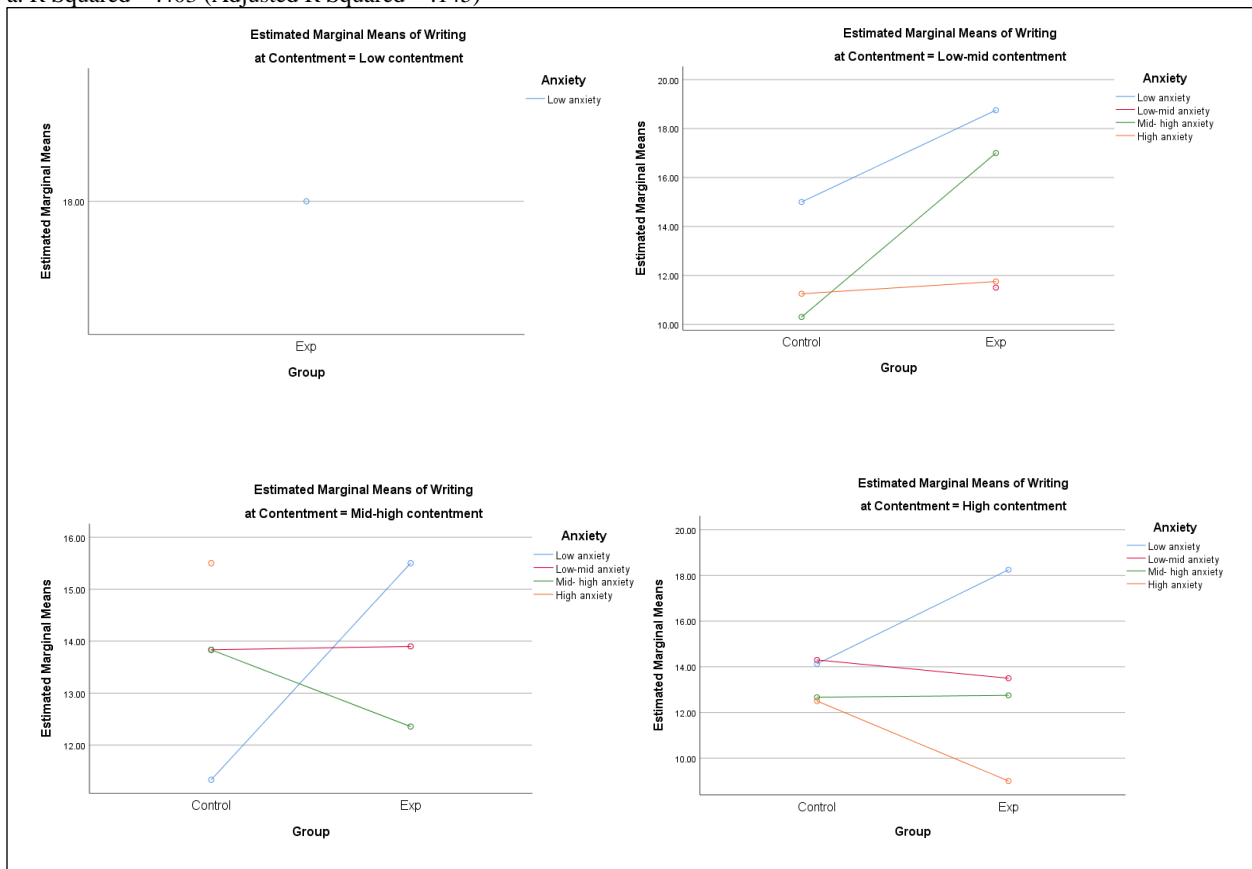 Estimated Marginal Means of Writing
at Contentment = Low contentment
Anxiety
Low anxiety
Estimated Marginal Means
18.00
Exp
Group
Estimated Marginal Means of Writing
at Contentment = Low-mid contentment
Anxiety
Low anxiety
Low-mid anxiety
Mid- high anxiety
High anxiety
Estimated Marginal Means
20.00
18.00
16.00
14.00
12.00
10.00
Control Exp
Group
Estimated Marginal Means of Writing
at Contentment = Mid-high contentment
Anxiety
Low anxiety
Low-mid anxiety
Mid- high anxiety
High anxiety
Estimated Marginal Means
16.00
15.00
14.00
13.00
12.00
Control Exp
Group
Estimated Marginal Means of Writing
at Contentment = High contentment
Anxiety
Low anxiety
Low-mid anxiety
Mid- high anxiety
High anxiety
Estimated Marginal Means
20.00
18.00
16.00
14.00
12.00
10.00
Control Exp
Group